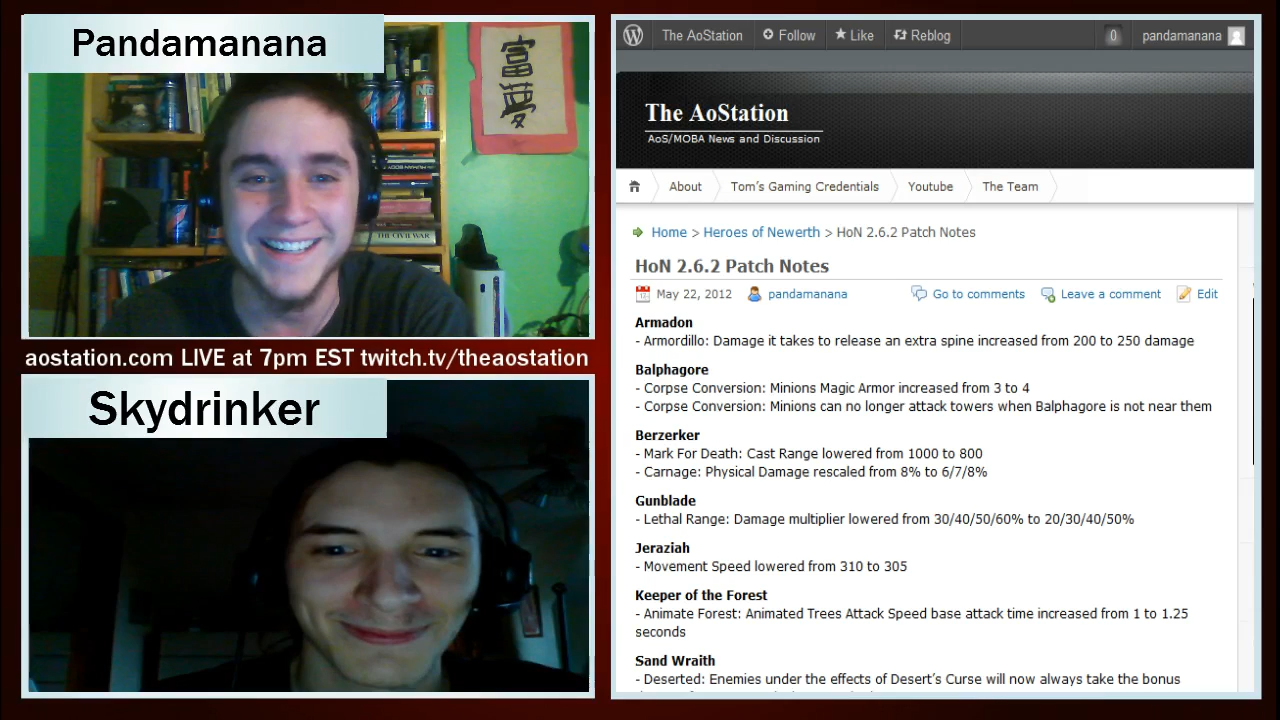 Pandamanana
富
夢
THE CIVIL WAR
aostation.com LIVE at 7pm EST twitch.tv/theaostation
Skydrinker
The AoStation Follow Like Reblog 0 pandamanana
The AoStation
AoS/MOBA News and Discussion
About Tom's Gaming Credentials Youtube The Team
Home > Heroes of Newerth > HoN 2.6.2 Patch Notes
HoN 2.6.2 Patch Notes
May 22, 2012 pandamanana Go to comments Leave a comment Edit
Armadon
- Armordillo: Damage it takes to release an extra spine increased from 200 to 250 damage
Balphagore
- Corpse Conversion: Minions Magic Armor increased from 3 to 4
- Corpse Conversion: Minions can no longer attack towers when Balphagore is not near them
Berzerker
- Mark For Death: Cast Range lowered from 1000 to 800
- Carnage: Physical Damage rescaled from 8% to 6/7/8%
Gunblade
- Lethal Range: Damage multiplier lowered from 30/40/50/60% to 20/30/40/50%
Jeraziah
- Movement Speed lowered from 310 to 305
Keeper of the Forest
- Animate Forest: Animated Trees Attack Speed base attack time increased from 1 to 1.25
seconds
Sand Wraith
- Deserted: Enemies under the effects of Desert's Curse will now always take the bonus